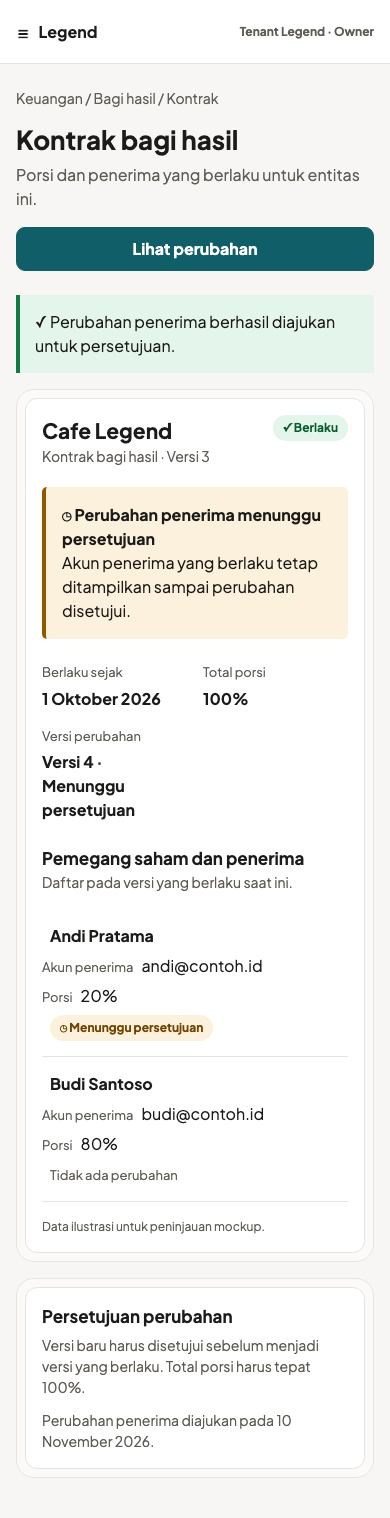 ≡ Legend
Tenant Legend · Owner
Keuangan / Bagi hasil / Kontrak
Kontrak bagi hasil
Porsi dan penerima yang berlaku untuk entitas
ini.
Lihat perubahan
✓ Perubahan penerima berhasil diajukan
untuk persetujuan.
Cafe Legend
✓ Berlaku
Kontrak bagi hasil · Versi 3
◷ Perubahan penerima menunggu
persetujuan
Akun penerima yang berlaku tetap
ditampilkan sampai perubahan
disetujui.
Berlaku sejak
1 Oktober 2026
Total porsi
100%
Versi perubahan
Versi 4 ·
Menunggu
persetujuan
Pemegang saham dan penerima
Daftar pada versi yang berlaku saat ini.
Andi Pratama
Akun penerima andi@contoh.id
Porsi 20%
◷ Menunggu persetujuan
Budi Santoso
Akun penerima budi@contoh.id
Porsi 80%
Tidak ada perubahan
Data ilustrasi untuk peninjauan mockup.
Persetujuan perubahan
Versi baru harus disetujui sebelum menjadi
versi yang berlaku. Total porsi harus tepat
100%.
Perubahan penerima diajukan pada 10
November 2026.